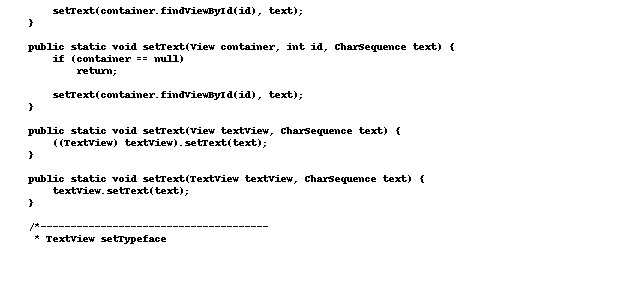 setText(container.findViewById(id), text);
}
public static void setText(View container, int id, CharSequence text) {
if (container == null)
return;
setText(container.findViewById(id), text);
}
public static void setText(View textView, CharSequence text) {
((TextView) textView).setText(text);
}
public static void setText(TextView textView, CharSequence text) {
textView.setText(text);
}
/*--------------------------------------
* TextView setTypeface